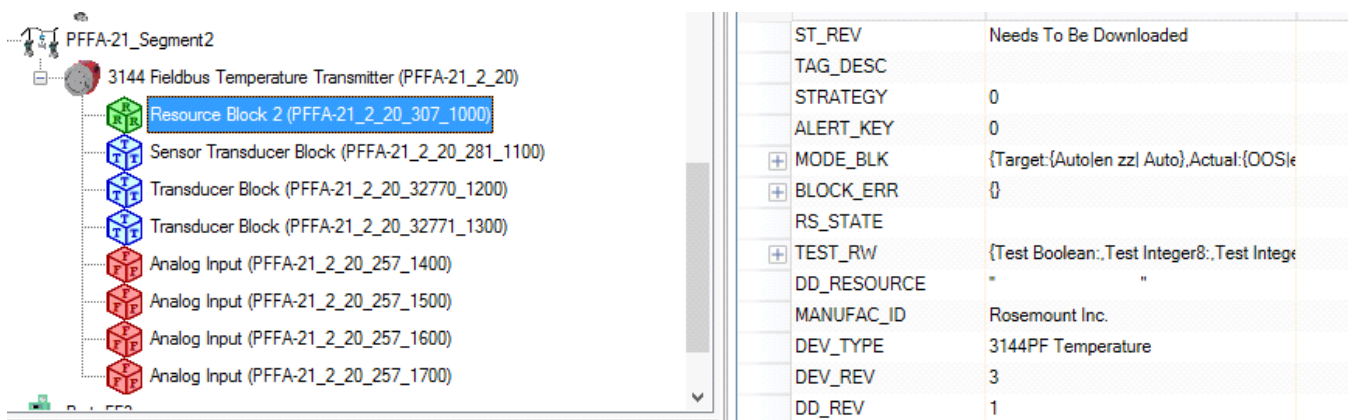 PFFA-21_Segment2
3144 Fieldbus Temperature Transmitter (PFFA-21_2_20)
Resource Block 2 (PFFA-21_2_20_307_1000)
Sensor Transducer Block (PFFA-21_2_20_281_1100)
Transducer Block (PFFA-21_2_20_32770_1200)
Transducer Block (PFFA-21_2_20_32771_1300)
Analog Input (PFFA-21_2_20_257_1400)
Analog Input (PFFA-21_2_20_257_1500)
Analog Input (PFFA-21_2_20_257_1600)
Analog Input (PFFA-21_2_20_257_1700)
ST_REV Needs To Be Downloaded
TAG_DESC
STRATEGY 0
ALERT_KEY 0
MODE_BLK {Target:{Auto|en zz| Auto},Actual:{OOS|e
BLOCK_ERR {}
RS_STATE
TEST_RW {Test Boolean:,Test Integer8:,Test Intege
DD_RESOURCE " "
MANUFAC_ID Rosemount Inc.
DEV_TYPE 3144PF Temperature
DEV_REV 3
DD_REV 1